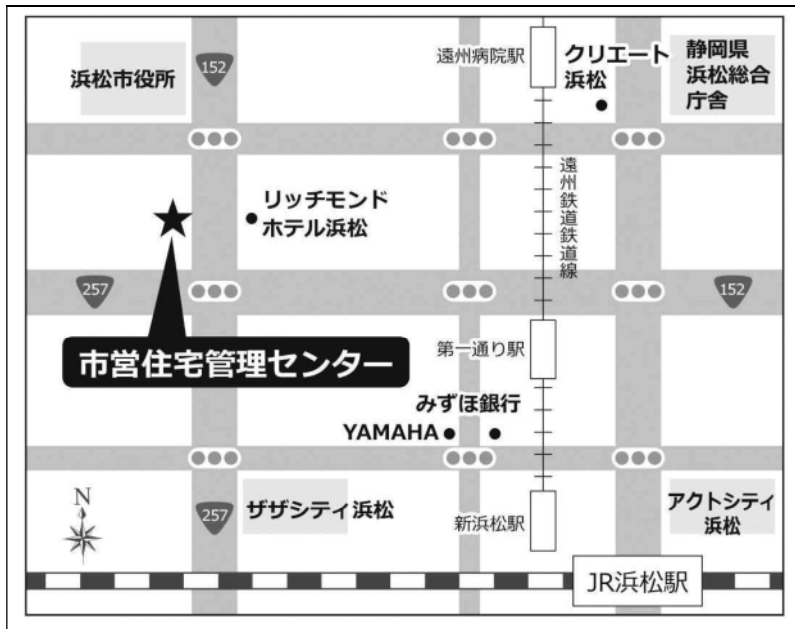 浜松市役所
152
遠州病院駅
クリエート
浜松
静岡県
浜松総合
庁舎
リッチモンド
ホテル浜松
遠州鉄道鉄道線
257
152
市営住宅管理センター
第一通り駅
みずほ銀行
YAMAHA
N
257
ザザシティ浜松
新浜松駅
アクトシティ
浜松
JR浜松駅